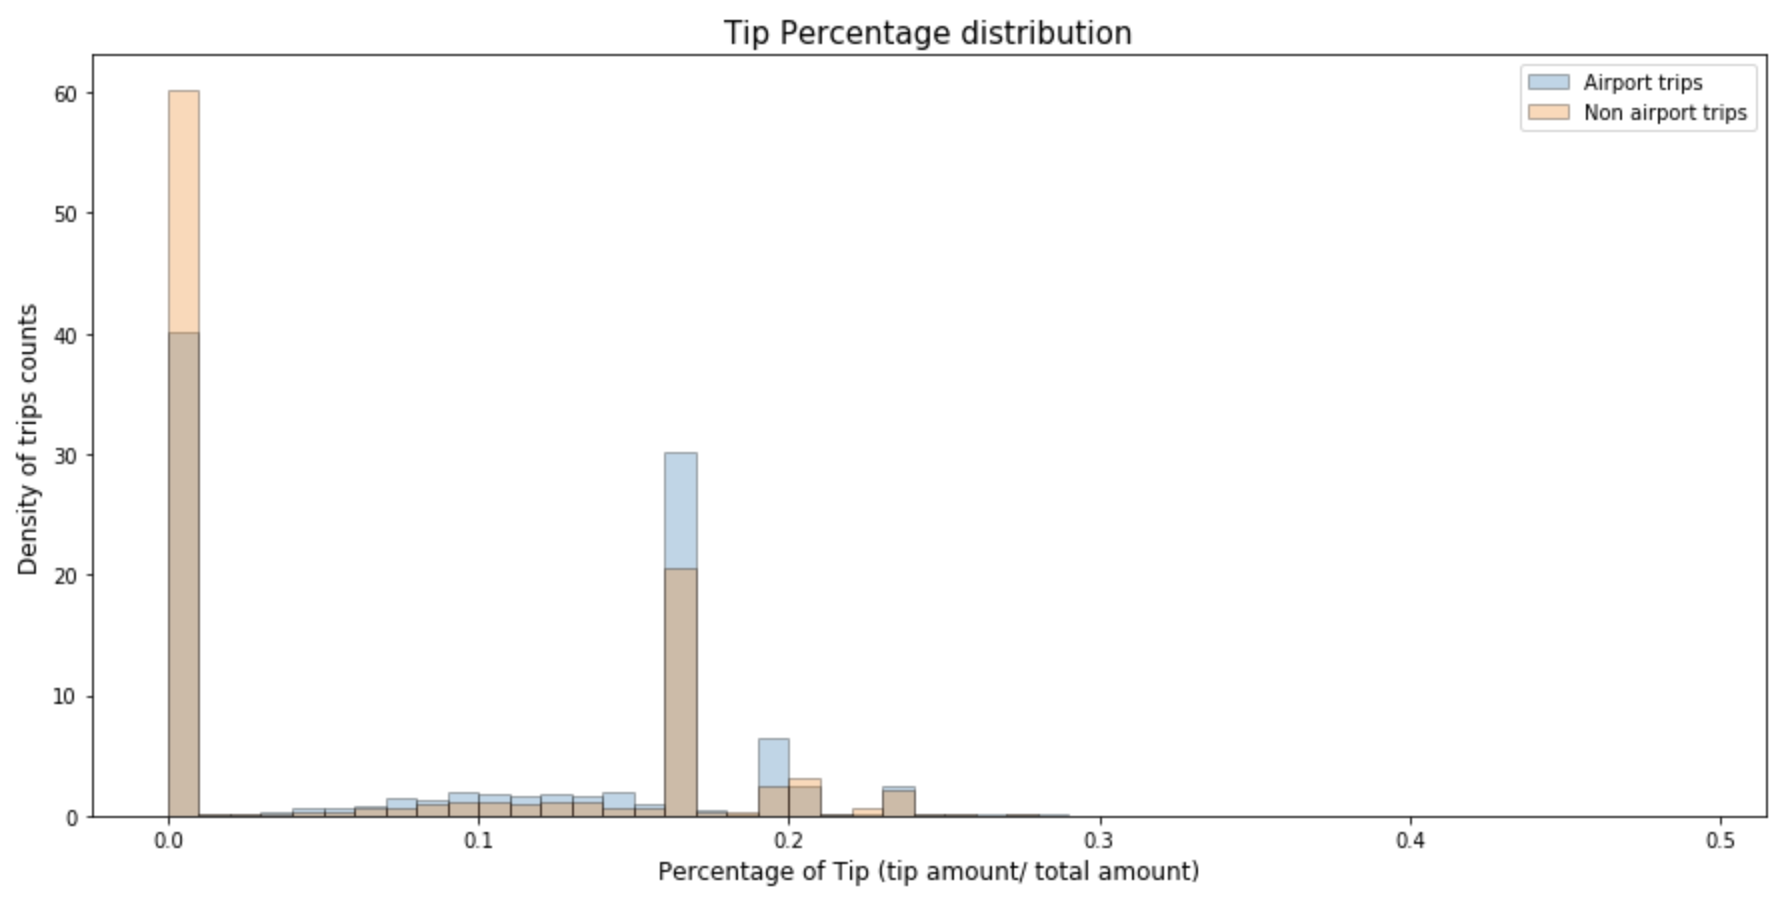 Tip Percentage distribution
Airport trips
Non airport trips
60
50
40
30
20
10
0
Density of trips counts
0.0 0.1 0.2 0.3 0.4 0.5
Percentage of Tip (tip amount/ total amount)